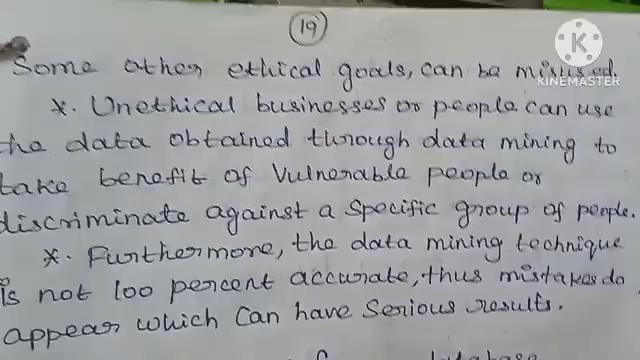 19
KINEMASTER
Some other ethical goals, can be misused.
*. Unethical businesses or people can use
the data obtained through data mining to
take benefit of vulnerable people or
discriminate against a specific group of people.
*. Furthermore, the data mining technique
is not 100 percent accurate, thus mistakes do
appear which can have serious results.